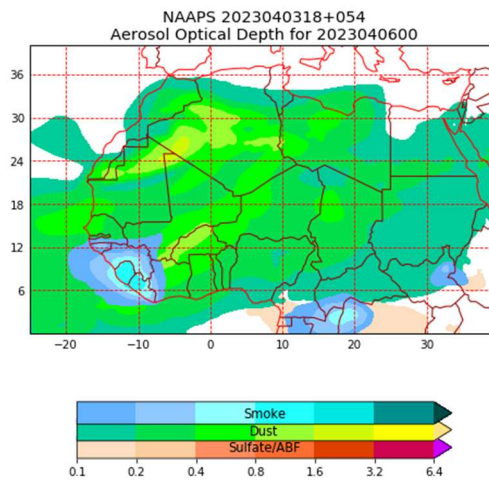 NAAPS 2023040318+054
Aerosol Optical Depth for 2023040600
36
30
24
18
12
6
−20 −10 0 10 20 30
Smoke
Dust
Sulfate/ABF
0.1 0.2 0.4 0.8 1.6 3.2 6.4